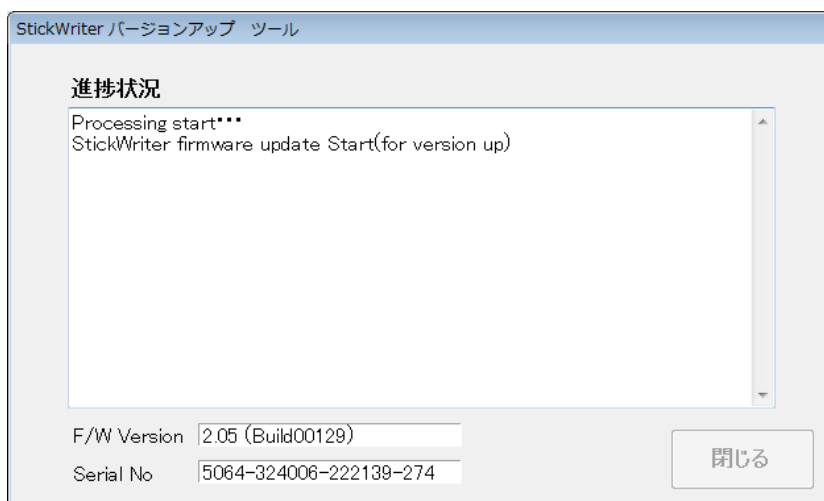 StickWriter バージョンアップ　ツール
進捗状況
Processing start･･･
StickWriter firmware update Start(for version up)
F/W Version 2.05 (Build00129)
閉じる
Serial No 5064-324006-222139-274